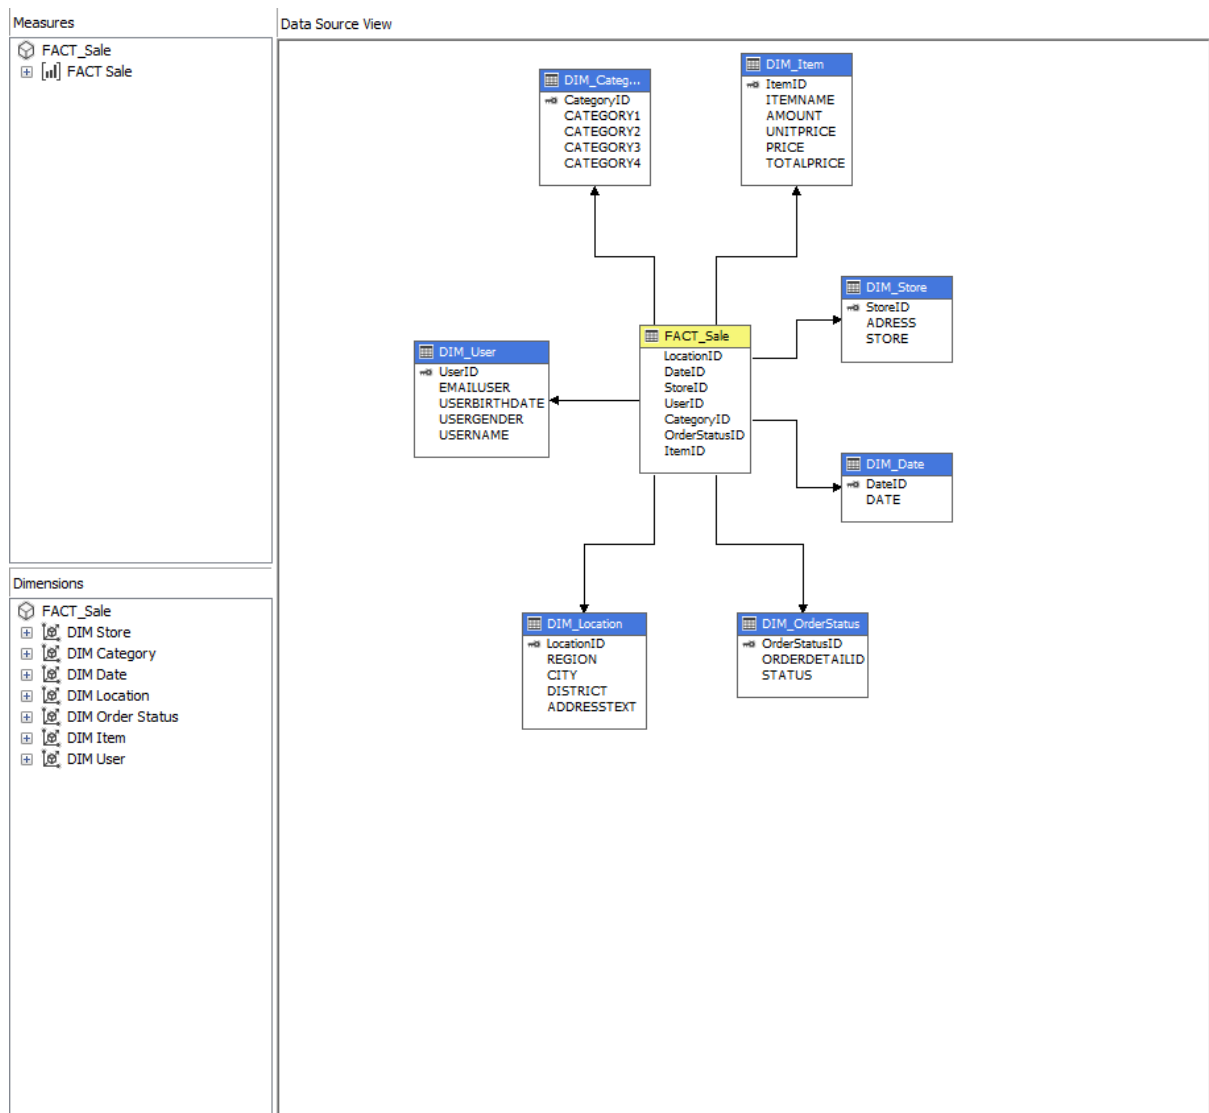 Measures
FACT_Sale
FACT Sale
Dimensions
FACT_Sale
DIM Store
DIM Category
DIM Date
DIM Location
DIM Order Status
DIM Item
DIM User
Data Source View
DIM_Categ...
CategoryID
CATEGORY1
CATEGORY2
CATEGORY3
CATEGORY4
DIM_Item
ItemID
ITEMNAME
AMOUNT
UNITPRICE
PRICE
TOTALPRICE
DIM_Store
StoreID
ADRESS
STORE
FACT_Sale
LocationID
DateID
StoreID
UserID
CategoryID
OrderStatusID
ItemID
DIM_User
UserID
EMAILUSER
USERBIRTHDATE
USERGENDER
USERNAME
DIM_Date
DateID
DATE
DIM_Location
LocationID
REGION
CITY
DISTRICT
ADDRESSTEXT
DIM_OrderStatus
OrderStatusID
ORDERDETAILID
STATUS